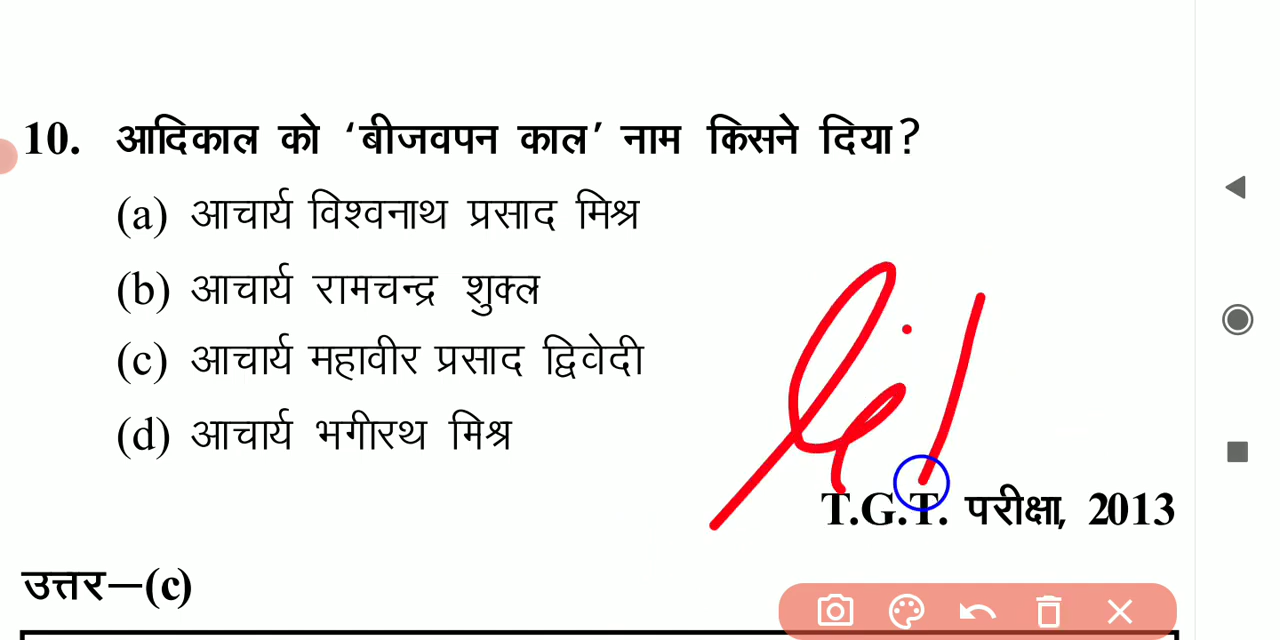 10. आदिकाल को ‘बीजवपन काल’ नाम किसने दिया?
(a) आचार्य विश्वनाथ प्रसाद मिश्र
(b) आचार्य रामचन्द्र शुक्ल
(c) आचार्य महावीर प्रसाद द्विवेदी
(d) आचार्य भगीरथ मिश्र
T.G.T. परीक्षा, 2013
उत्तर—(c)